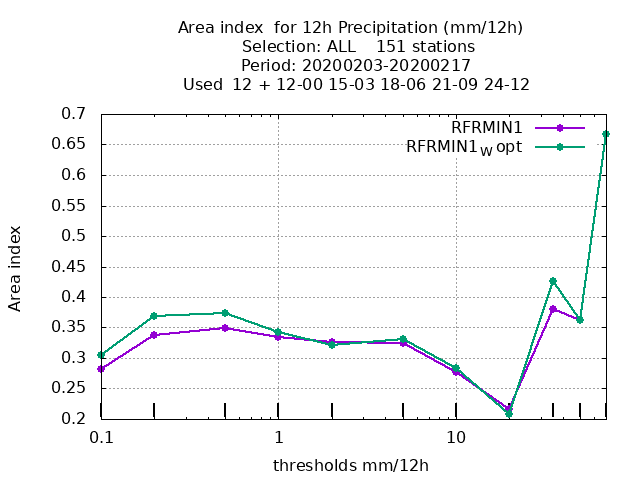 Area index  for 12h Precipitation (mm/12h)
Selection: ALL    151 stations
Period: 20200203-20200217
Used  12 + 12-00 15-03 18-06 21-09 24-12
RFRMIN1
RFRMIN1W opt
0.7
0.65
0.6
0.55
0.5
0.45
0.4
0.35
0.3
0.25
0.2
Area index
0.1 1 10
thresholds mm/12h